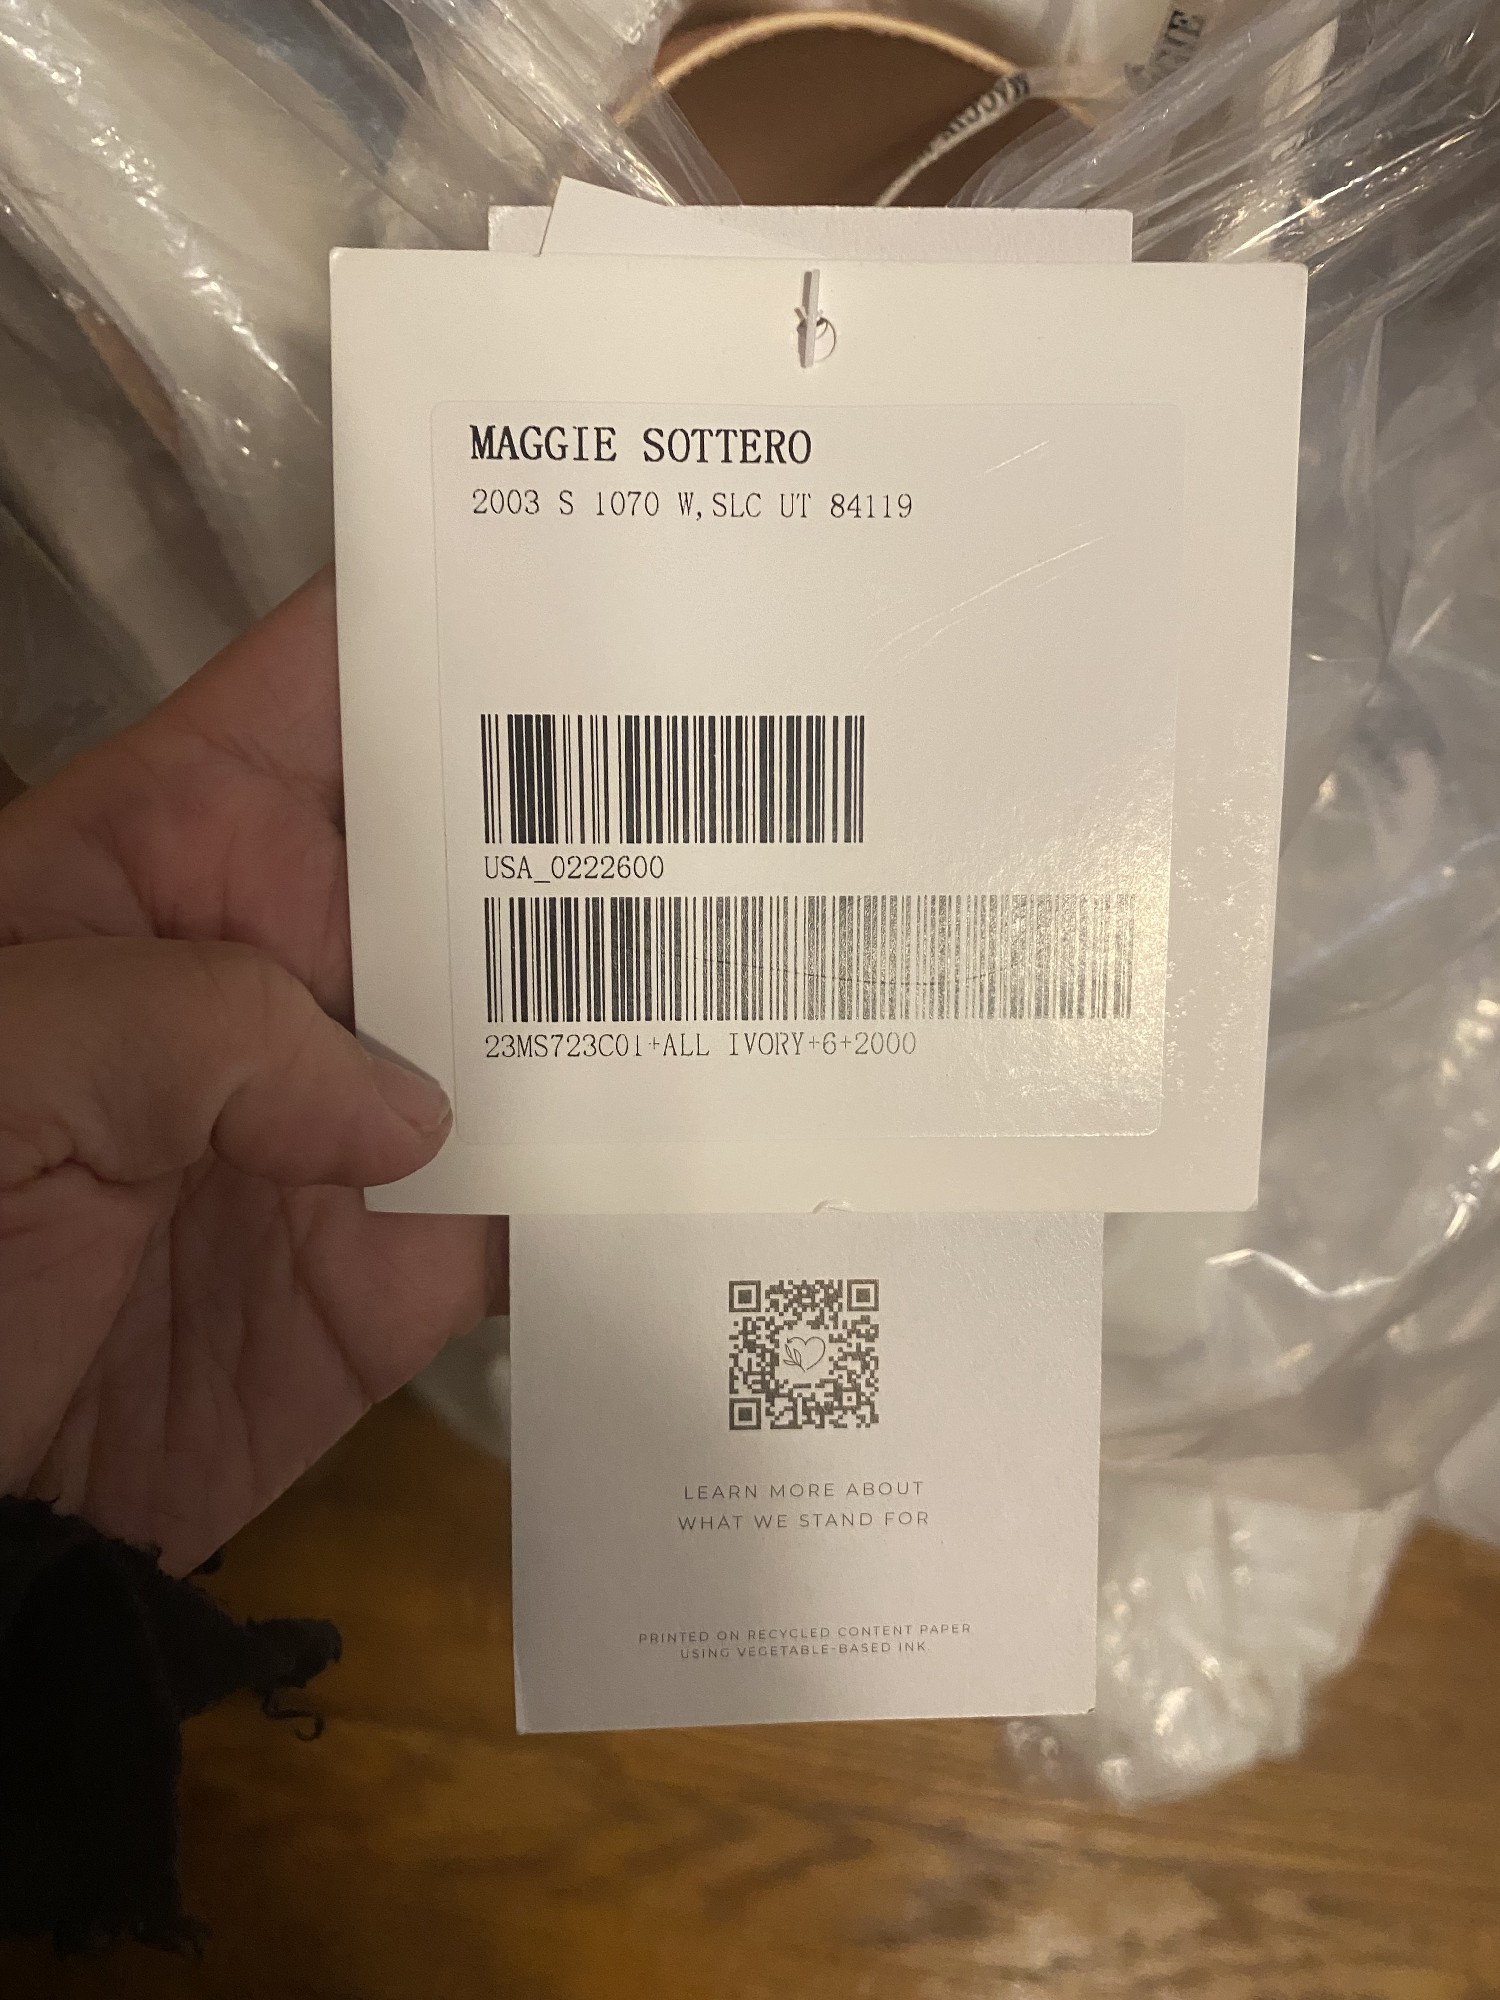 MAGGIE
MAGGIE SOTTERO
2003 S 1070 W,SLC UT 84119
USA_0222600
23MS723C01+ALL IVORY+6+2000
LEARN MORE ABOUT
WHAT WE STAND FOR
PRINTED ON RECYCLED CONTENT PAPER
USING VEGETABLE-BASED INK.